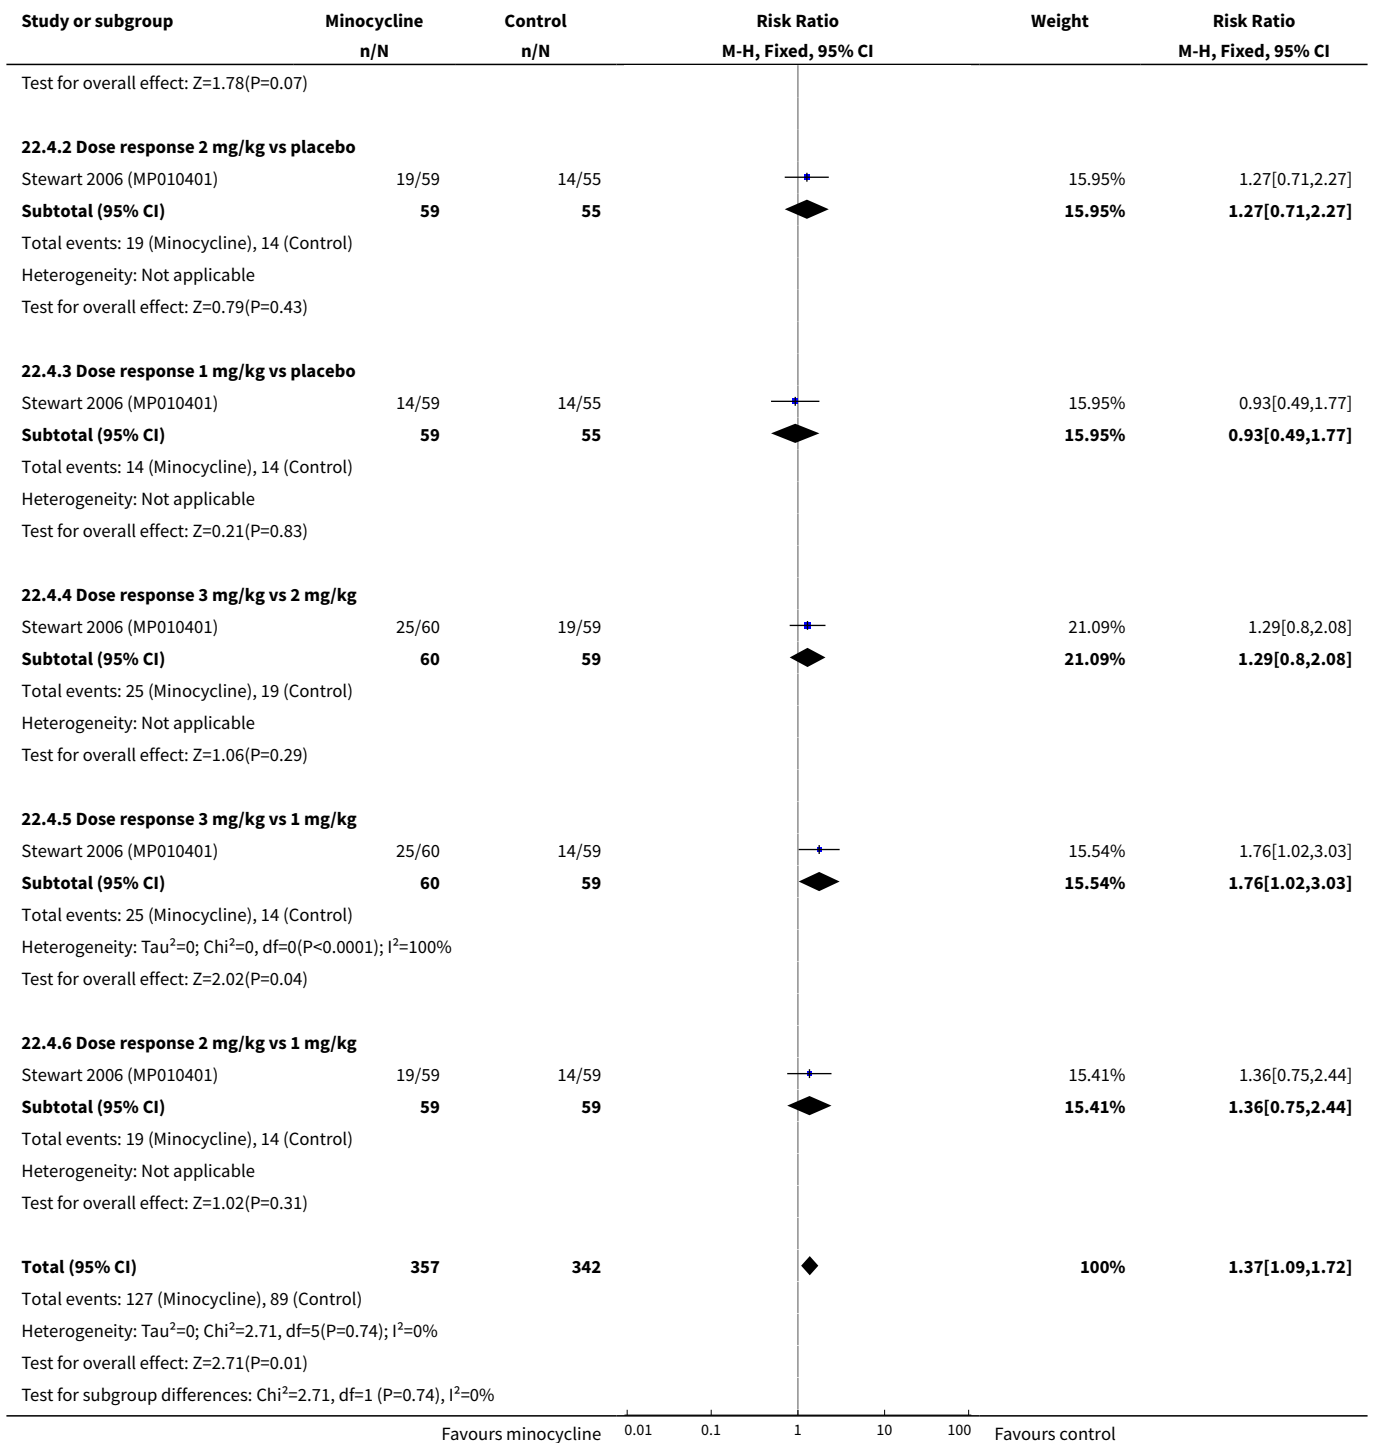 Study or subgroup Minocycline Control Risk Ratio Weight Risk Ratio
n/N n/N M-H, Fixed, 95% CI M-H, Fixed, 95% CI
Test for overall effect: Z=1.78(P=0.07)
22.4.2 Dose response 2 mg/kg vs placebo
Stewart 2006 (MP010401) 19/59 14/55 15.95% 1.27[0.71,2.27]
Subtotal (95% CI) 59 55 15.95% 1.27[0.71,2.27]
Total events: 19 (Minocycline), 14 (Control)
Heterogeneity: Not applicable
Test for overall effect: Z=0.79(P=0.43)
22.4.3 Dose response 1 mg/kg vs placebo
Stewart 2006 (MP010401) 14/59 14/55 15.95% 0.93[0.49,1.77]
Subtotal (95% CI) 59 55 15.95% 0.93[0.49,1.77]
Total events: 14 (Minocycline), 14 (Control)
Heterogeneity: Not applicable
Test for overall effect: Z=0.21(P=0.83)
22.4.4 Dose response 3 mg/kg vs 2 mg/kg
Stewart 2006 (MP010401) 25/60 19/59 21.09% 1.29[0.8,2.08]
Subtotal (95% CI) 60 59 21.09% 1.29[0.8,2.08]
Total events: 25 (Minocycline), 19 (Control)
Heterogeneity: Not applicable
Test for overall effect: Z=1.06(P=0.29)
22.4.5 Dose response 3 mg/kg vs 1 mg/kg
Stewart 2006 (MP010401) 25/60 14/59 15.54% 1.76[1.02,3.03]
Subtotal (95% CI) 60 59 15.54% 1.76[1.02,3.03]
Total events: 25 (Minocycline), 14 (Control)
Heterogeneity: Tau²=0; Chi²=0, df=0(P<0.0001); I²=100%
Test for overall effect: Z=2.02(P=0.04)
22.4.6 Dose response 2 mg/kg vs 1 mg/kg
Stewart 2006 (MP010401) 19/59 14/59 15.41% 1.36[0.75,2.44]
Subtotal (95% CI) 59 59 15.41% 1.36[0.75,2.44]
Total events: 19 (Minocycline), 14 (Control)
Heterogeneity: Not applicable
Test for overall effect: Z=1.02(P=0.31)
Total (95% CI) 357 342 100% 1.37[1.09,1.72]
Total events: 127 (Minocycline), 89 (Control)
Heterogeneity: Tau²=0; Chi²=2.71, df=5(P=0.74); I²=0%
Test for overall effect: Z=2.71(P=0.01)
Test for subgroup differences: Chi²=2.71, df=1 (P=0.74), I²=0%
Favours minocycline 0.01 0.1 1 10 100 Favours control